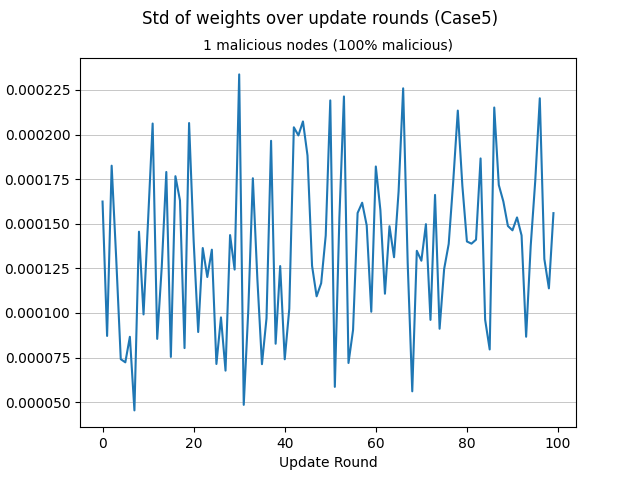 Std of weights over update rounds (Case5)
1 malicious nodes (100% malicious)
0.000225
0.000200
0.000175
0.000150
0.000125
0.000100
0.000075
0.000050
0 20 40 60 80 100
Update Round